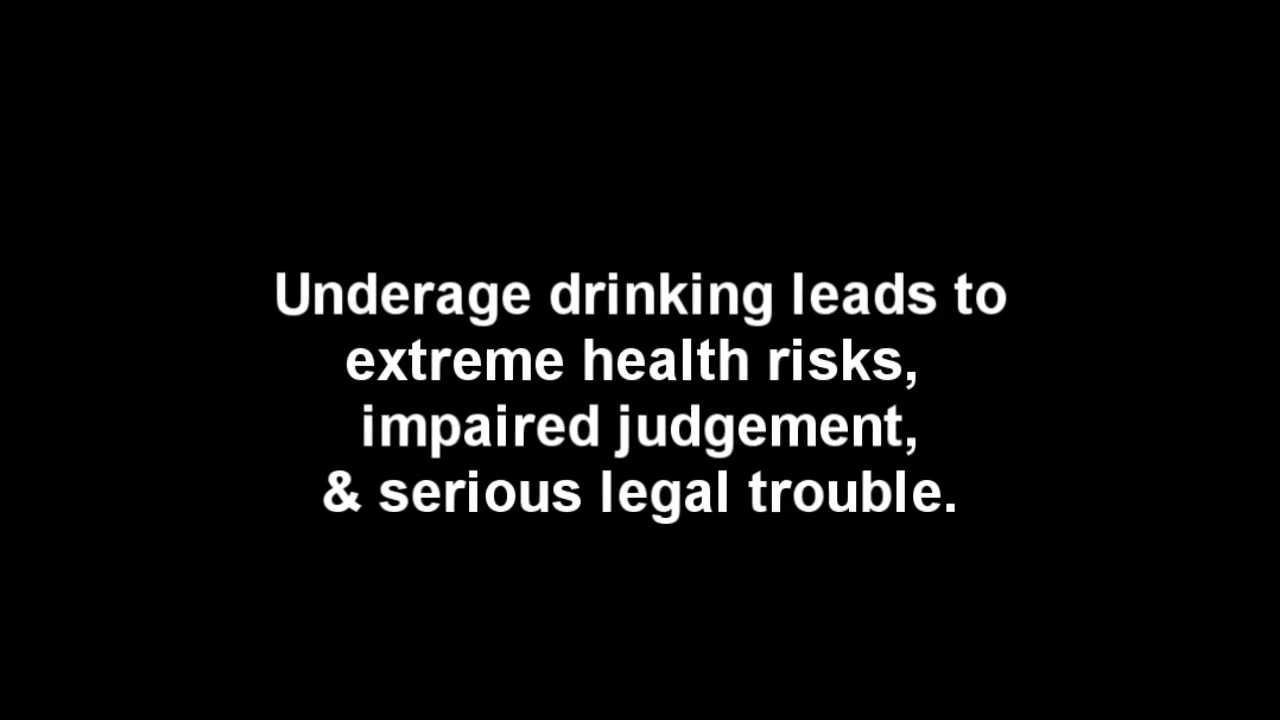 Underage drinking leads to
extreme health risks,
impaired judgement,
& serious legal trouble.